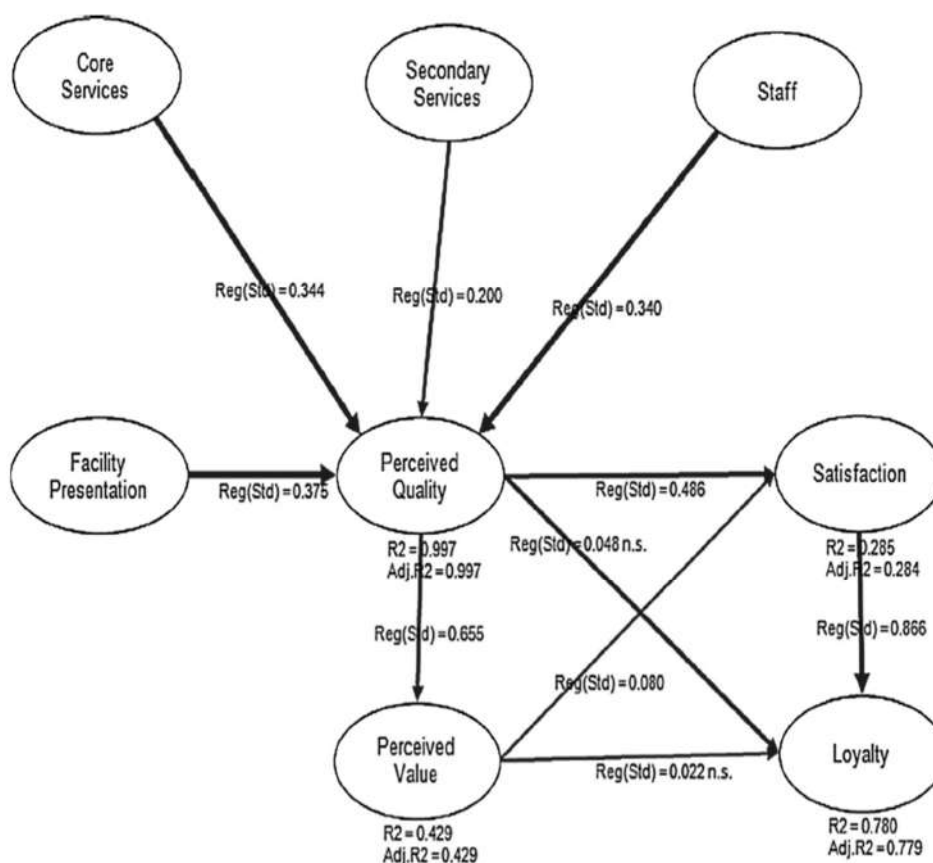 Core
Services
Secondary
Services
Staff
Reg(Std) = 0.344
Reg(Std) = 0.200
Reg(Std) = 0.340
Facility
Presentation
Reg(Std) = 0.375
Perceived
Quality
R2 = 0.997
Adj.R2 = 0.997
Reg(Std) = 0.486
Satisfaction
R2 = 0.285
Adj.R2 = 0.284
Reg(Std) = 0.048 n.s.
Reg(Std) = 0.655
Reg(Std) = 0.866
Reg(Std) = 0.080
Perceived
Value
R2 = 0.429
Adj.R2 = 0.429
Reg(Std) = 0.022 n.s.
Loyalty
R2 = 0.780
Adj.R2 = 0.779